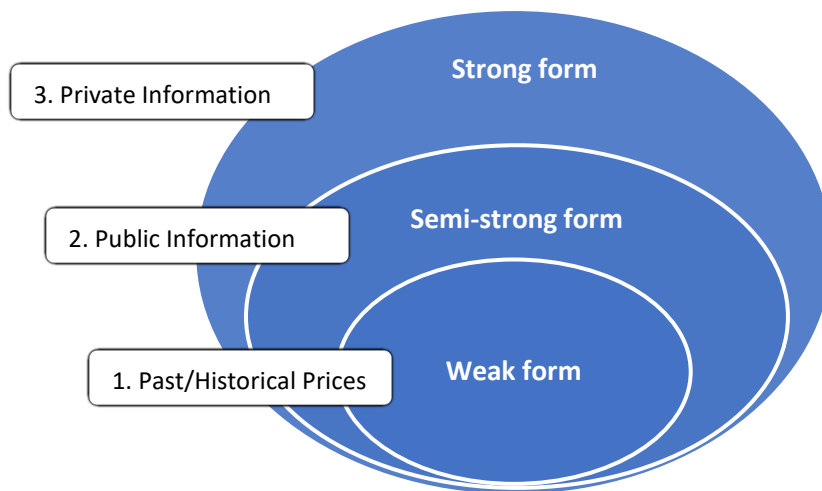 Strong form
3. Private Information
Semi-strong form
2. Public Information
Weak form
1. Past/Historical Prices